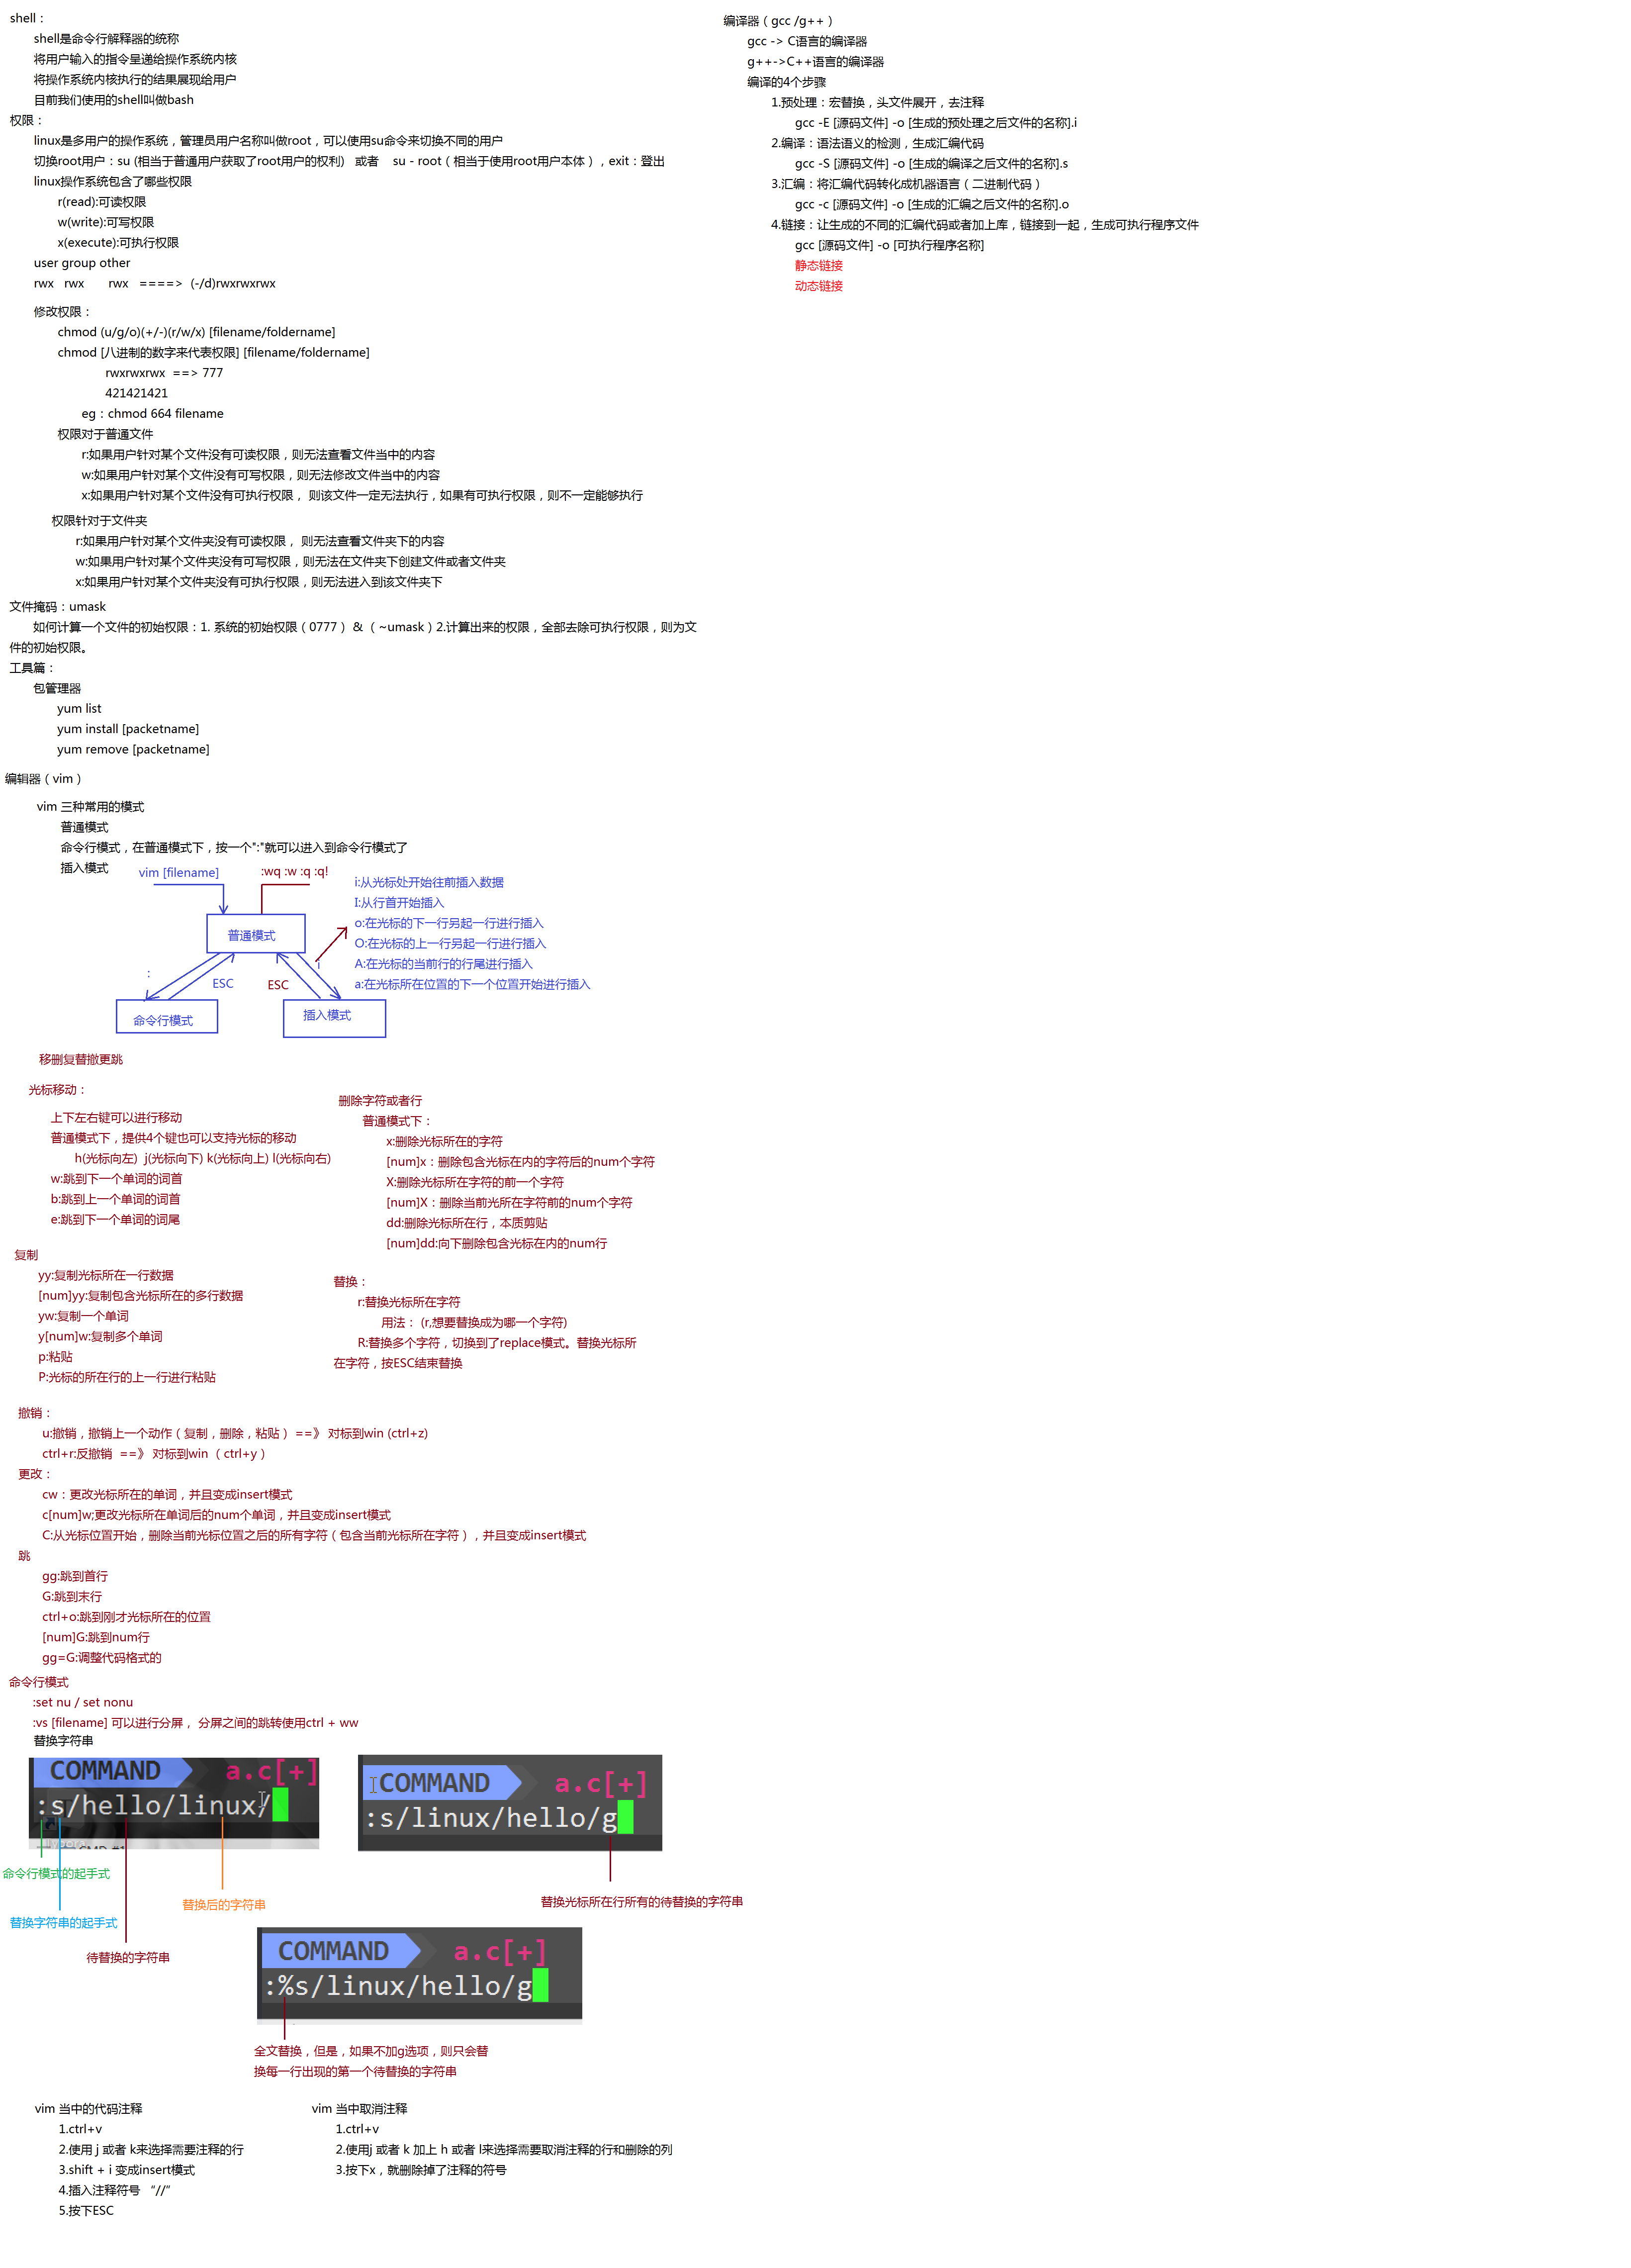 shell：
shell是命令行解释器的统称
将用户输入的指令呈递给操作系统内核
将操作系统内核执行的结果展现给用户
目前我们使用的shell叫做bash
权限：
linux是多用户的操作系统，管理员用户名称叫做root，可以使用su命令来切换不同的用户
切换root用户：su (相当于普通用户获取了root用户的权利) 或者 su - root（相当于使用root用户本体），exit：登出
linux操作系统包含了哪些权限
r(read):可读权限
w(write):可写权限
x(execute):可执行权限
user group other
rwx rwx rwx ====> (-/d)rwxrwxrwx
修改权限：
chmod (u/g/o)(+/-)(r/w/x) [filename/foldername]
chmod [八进制的数字来代表权限] [filename/foldername]
rwxrwxrwx ==> 777
421421421
eg：chmod 664 filename
权限对于普通文件
r:如果用户针对某个文件没有可读权限，则无法查看文件当中的内容
w:如果用户针对某个文件没有可写权限，则无法修改文件当中的内容
x:如果用户针对某个文件没有可执行权限， 则该文件一定无法执行，如果有可执行权限，则不一定能够执行
权限针对于文件夹
r:如果用户针对某个文件夹没有可读权限， 则无法查看文件夹下的内容
w:如果用户针对某个文件夹没有可写权限，则无法在文件夹下创建文件或者文件夹
x:如果用户针对某个文件夹没有可执行权限，则无法进入到该文件夹下
文件掩码：umask
如何计算一个文件的初始权限：1. 系统的初始权限（0777）&（ ~umask）2.计算出来的权限，全部去除可执行权限，则为文
件的初始权限。
工具篇：
包管理器
yum list
yum install [packetname]
yum remove [packetname]
编辑器（vim）
vim 三种常用的模式
普通模式
命令行模式，在普通模式下，按一个":"就可以进入到命令行模式了
插入模式
vim [filename]
:wq :w :q :q!
i:从光标处开始往前插入数据
I:从行首开始插入
o:在光标的下一行另起一行进行插入
O:在光标的上一行另起一行进行插入
A:在光标的当前行的行尾进行插入
a:在光标所在位置的下一个位置开始进行插入
普通模式
:
ESC
ESC
i
命令行模式
插入模式
移删复替撤更跳
光标移动：
上下左右键可以进行移动
普通模式下，提供4个键也可以支持光标的移动
h(光标向左) j(光标向下) k(光标向上) l(光标向右)
w:跳到下一个单词的词首
b:跳到上一个单词的词首
e:跳到下一个单词的词尾
删除字符或者行
普通模式下：
x:删除光标所在的字符
[num]x：删除包含光标在内的字符后的num个字符
X:删除光标所在字符的前一个字符
[num]X：删除当前光所在字符前的num个字符
dd:删除光标所在行，本质剪贴
[num]dd:向下删除包含光标在内的num行
复制
yy:复制光标所在一行数据
[num]yy:复制包含光标所在的多行数据
yw:复制一个单词
y[num]w:复制多个单词
p:粘贴
P:光标的所在行的上一行进行粘贴
替换：
r:替换光标所在字符
用法： (r,想要替换成为哪一个字符)
R:替换多个字符，切换到了replace模式。替换光标所
在字符，按ESC结束替换
撤销：
u:撤销，撤销上一个动作（复制，删除，粘贴）==》 对标到win (ctrl+z)
ctrl+r:反撤销 ==》 对标到win （ ctrl+y ）
更改：
cw：更改光标所在的单词，并且变成insert模式
c[num]w;更改光标所在单词后的num个单词，并且变成insert模式
C:从光标位置开始，删除当前光标位置之后的所有字符（包含当前光标所在字符），并且变成insert模式
跳
gg:跳到首行
G:跳到末行
ctrl+o:跳到刚才光标所在的位置
[num]G:跳到num行
gg=G:调整代码格式的
命令行模式
:set nu / set nonu
:vs [filename] 可以进行分屏， 分屏之间的跳转使用ctrl + ww
替换字符串
COMMAND a.c[+]
:s/hello/linux/
命令行模式的起手式
替换字符串的起手式
待替换的字符串
替换后的字符串
COMMAND a.c[+]
:s/linux/hello/g
替换光标所在行所有的待替换的字符串
COMMAND a.c[+]
:%s/linux/hello/g
全文替换，但是，如果不加g选项，则只会替
换每一行出现的第一个待替换的字符串
vim 当中的代码注释
1.ctrl+v
2.使用 j 或者 k来选择需要注释的行
3.shift + i 变成insert模式
4.插入注释符号 “//”
5.按下ESC
vim 当中取消注释
1.ctrl+v
2.使用j 或者 k 加上 h 或者 l来选择需要取消注释的行和删除的列
3.按下x，就删除掉了注释的符号
编译器（gcc /g++）
gcc -> C语言的编译器
g++->C++语言的编译器
编译的4个步骤
1.预处理：宏替换，头文件展开，去注释
gcc -E [源码文件] -o [生成的预处理之后文件的名称].i
2.编译：语法语义的检测，生成汇编代码
gcc -S [源码文件] -o [生成的编译之后文件的名称].s
3.汇编：将汇编代码转化成机器语言（二进制代码）
gcc -c [源码文件] -o [生成的汇编之后文件的名称].o
4.链接：让生成的不同的汇编代码或者加上库，链接到一起，生成可执行程序文件
gcc [源码文件] -o [可执行程序名称]
静态链接
动态链接